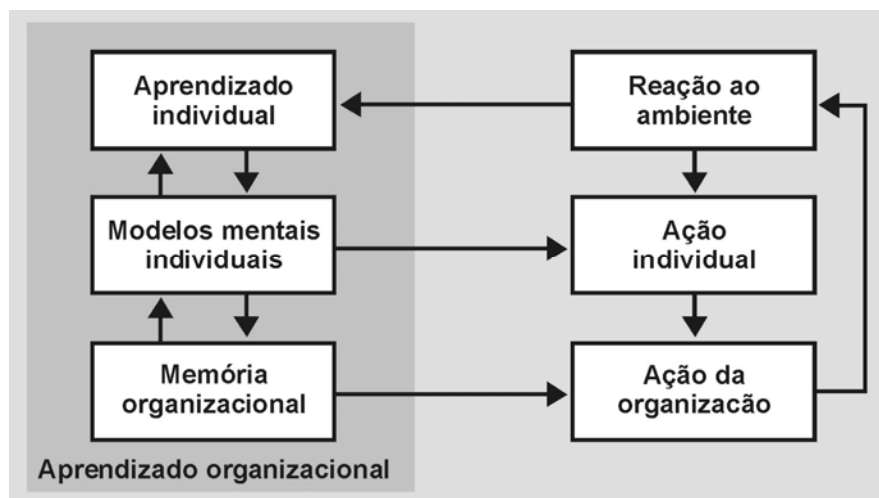 Aprendizado
individual
Reação ao
ambiente
Modelos mentais
individuais
Ação
individual
Memória
organizacional
Ação da
organizacão
Aprendizado organizacional